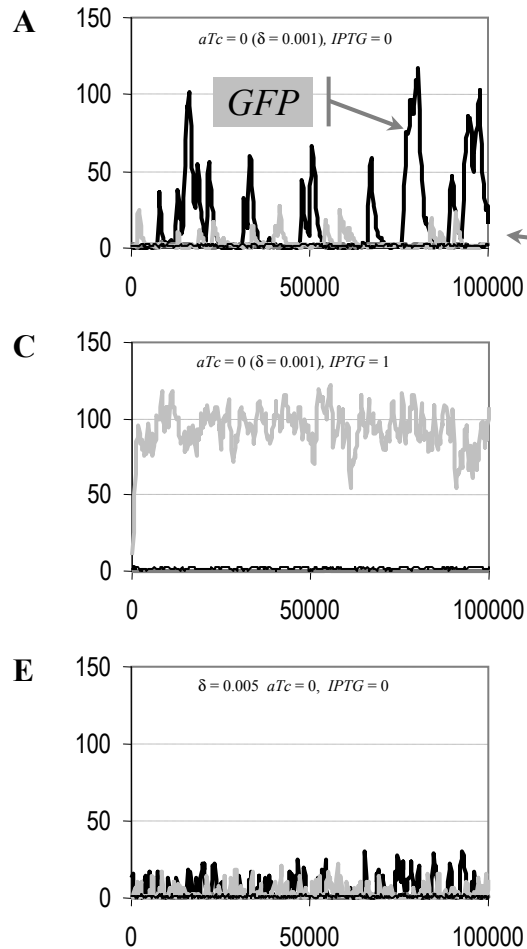 A
aTc = 0 (δ = 0.001), IPTG = 0
GFP
150
100
50
0
0 50000 100000
C
aTc = 0 (δ = 0.001), IPTG = 1
150
100
50
0
0 50000 100000
E
δ = 0.005 aTc = 0, IPTG = 0
150
100
50
0
0 50000 100000